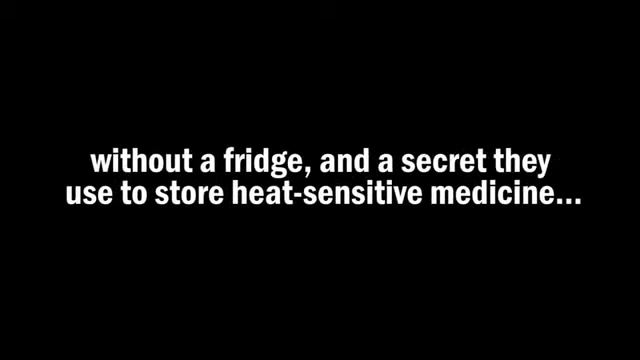 without a fridge, and a secret they
use to store heat-sensitive medicine...